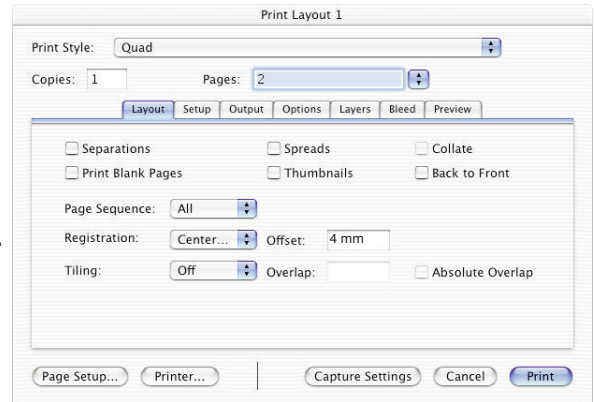 Print Layout 1
Print Style: Quad
Copies: 1 Pages: 2
Layout Setup Output Options Layers Bleed Preview
Separations Spreads Collate
Print Blank Pages Thumbnails Back to Front
Page Sequence: All
Registration: Center... Offset: 4 mm
Tiling: Off Overlap: Absolute Overlap
Page Setup... Printer... Capture Settings Cancel Print